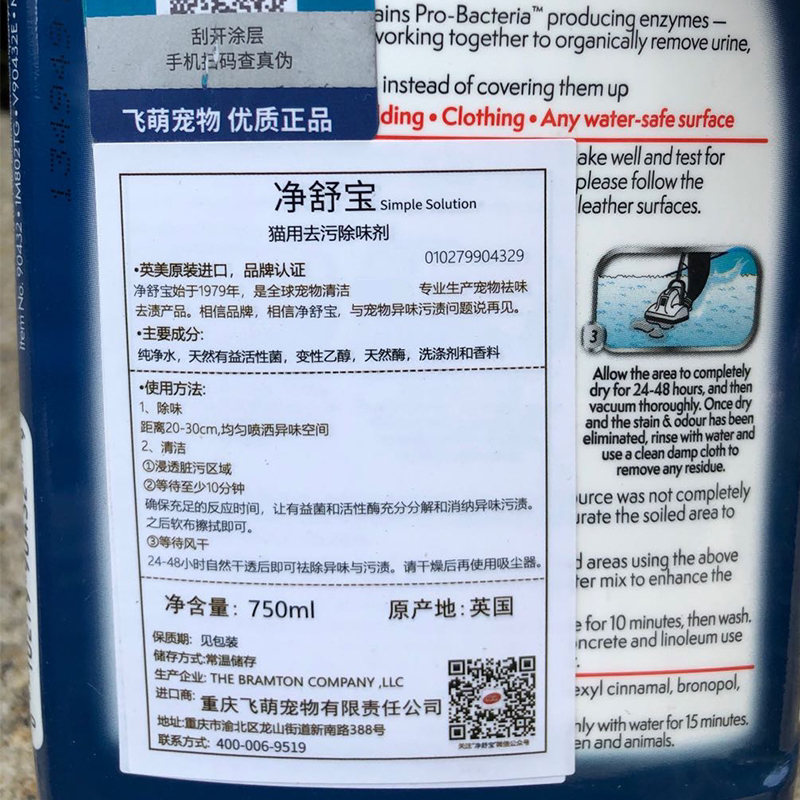 刮开涂层
手机扫码查真伪
飞萌宠物 优质正品
ains Pro-Bacteria™ producing enzymes –
working together to organically remove urine,
instead of covering them up
ding • Clothing • Any water-safe surface
ake well and test for
please follow the
leather surfaces.
3
Allow the area to completely
dry for 24-48 hours, and then
vacuum thoroughly. Once dry
and the stain & odour has been
eliminated, rinse with water and
use a clean damp cloth to
remove any residue.
ource was not completely
urate the soiled area to
d areas using the above
ter mix to enhance the
e for 10 minutes, then wash.
oncrete and linoleum use
exyl cinnamal, bronopol,
nly with water for 15 minutes.
en and animals.
净舒宝 Simple Solution
猫用去污除味剂
010279904329
•英美原装进口，品牌认证
净舒宝始于1979年，是全球宠物清洁 专业生产宠物祛味
去渍产品。相信品牌，相信净舒宝，与宠物异味污渍问题说再见。
•主要成分:
纯净水，天然有益活性菌，变性乙醇，天然酶，洗涤剂和香料
•使用方法:
1、除味
距离20-30cm,均匀喷洒异味空间
2、清洁
①浸透脏污区域
②等待至少10分钟
确保充足的反应时间，让有益菌和活性酶充分分解和消纳异味污渍。
之后软布擦拭即可。
③等待风干
24-48小时自然干透后即可祛除异味与污渍。请干燥后再使用吸尘器。
净含量: 750ml 原产地: 英国
保质期: 见包装
储存方式:常温储存
生产企业: THE BRAMTON COMPANY ,LLC
进口商: 重庆飞萌宠物有限责任公司
地址:重庆市渝北区龙山街道新南路388号
联系方式: 400-006-9519
关注"净舒宝"微信公众号
Item No. 90432 • 1M802TG • V90432E •